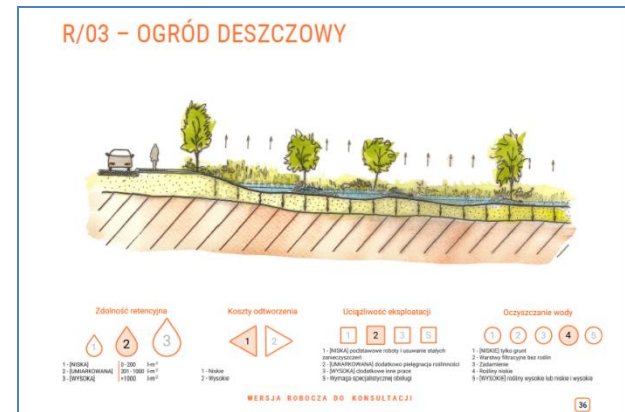 R/03 – OGRÓD DESZCZOWY
Zdolność retencyjna
1
2
3
1 - [NISKA] 0-200 l·m⁻²
2 - [UMIARKOWANA] 201 - 1000 l·m⁻²
3 - [WYSOKA] >1000 l·m⁻²
Koszty odtworzenia
1
2
1 - Niskie
2 - Wysokie
Uciążliwość eksploatacji
1
2
3
5
1 - [NISKA] podstawowe roboty i usuwanie stałych
zanieczyszczeń
2 - [UMIARKOWANA] dodatkowo pielęgnacja roślinności
3 - [WYSOKA] dodatkowe inne prace
5 - Wymaga specjalistycznej obsługi
Oczyszczanie wody
1
2
3
4
5
1 - [NISKIE] tylko grunt
2 - Warstwy filtracyjne bez roślin
3 - Zadarnienie
4 - Rośliny niskie
5 - [WYSOKIE] rośliny wysokie lub niskie i wysokie
WERSJA ROBOCZA DO KONSULTACJI
36